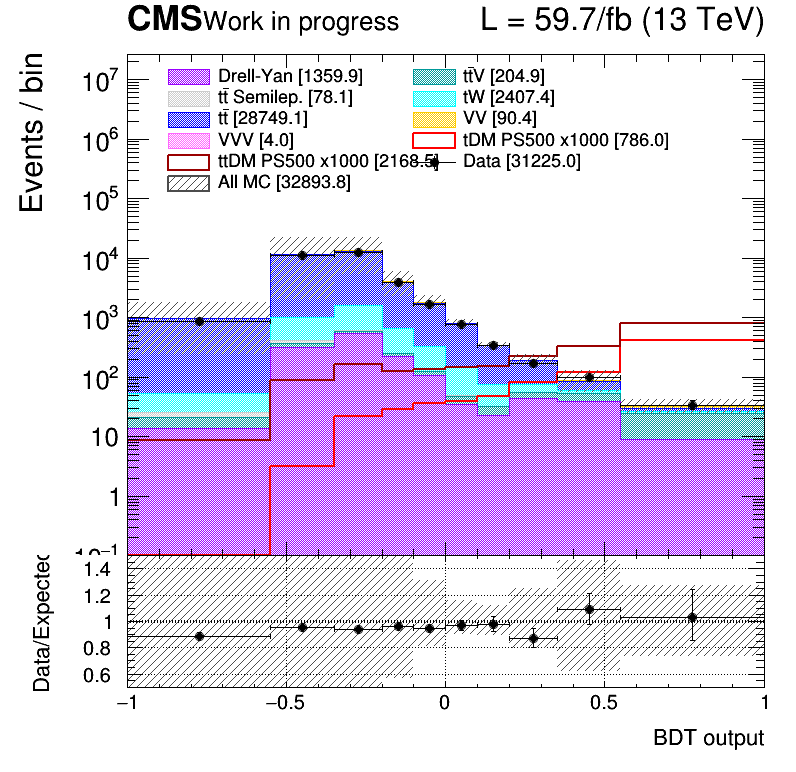 CMS Work in progress L = 59.7/fb (13 TeV)
Events / bin
Drell-Yan [1359.9] tt̄V [204.9]
tt̄ Semilep. [78.1] tW [2407.4]
tt̄ [28749.1] VV [90.4]
VVV [4.0] tDM PS500 x1000 [786.0]
ttDM PS500 x1000 [2168.5] Data [31225.0]
All MC [32893.8]
10⁷
10⁶
10⁵
10⁴
10³
10²
10
1
10⁻¹
Data/Expected
1.4
1.2
1
0.8
0.6
−1 −0.5 0 0.5 1
BDT output